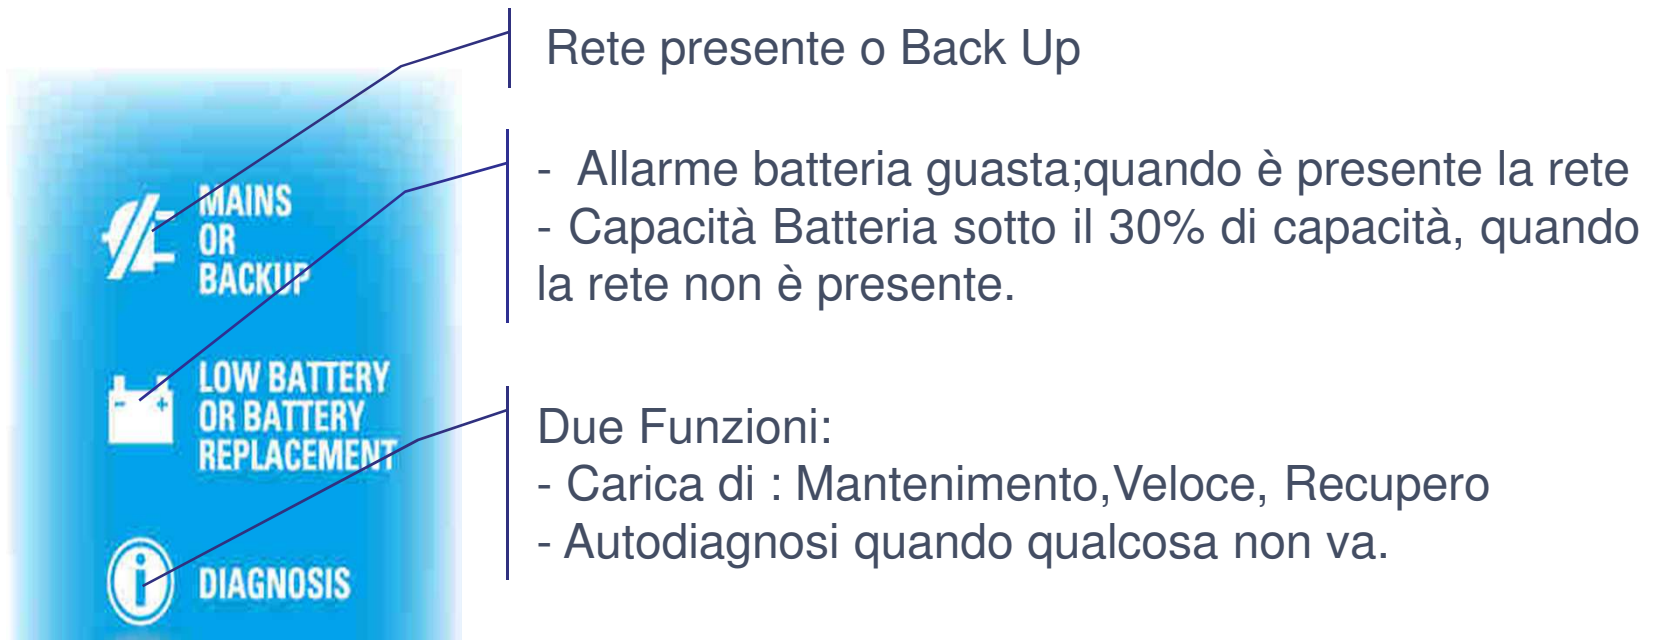 Rete presente o Back Up
MAINS
OR
BACKUP
- Allarme batteria guasta;quando è presente la rete
- Capacità Batteria sotto il 30% di capacità, quando
la rete non è presente.
LOW BATTERY
OR BATTERY
REPLACEMENT
Due Funzioni:
- Carica di : Mantenimento,Veloce, Recupero
- Autodiagnosi quando qualcosa non va.
DIAGNOSIS